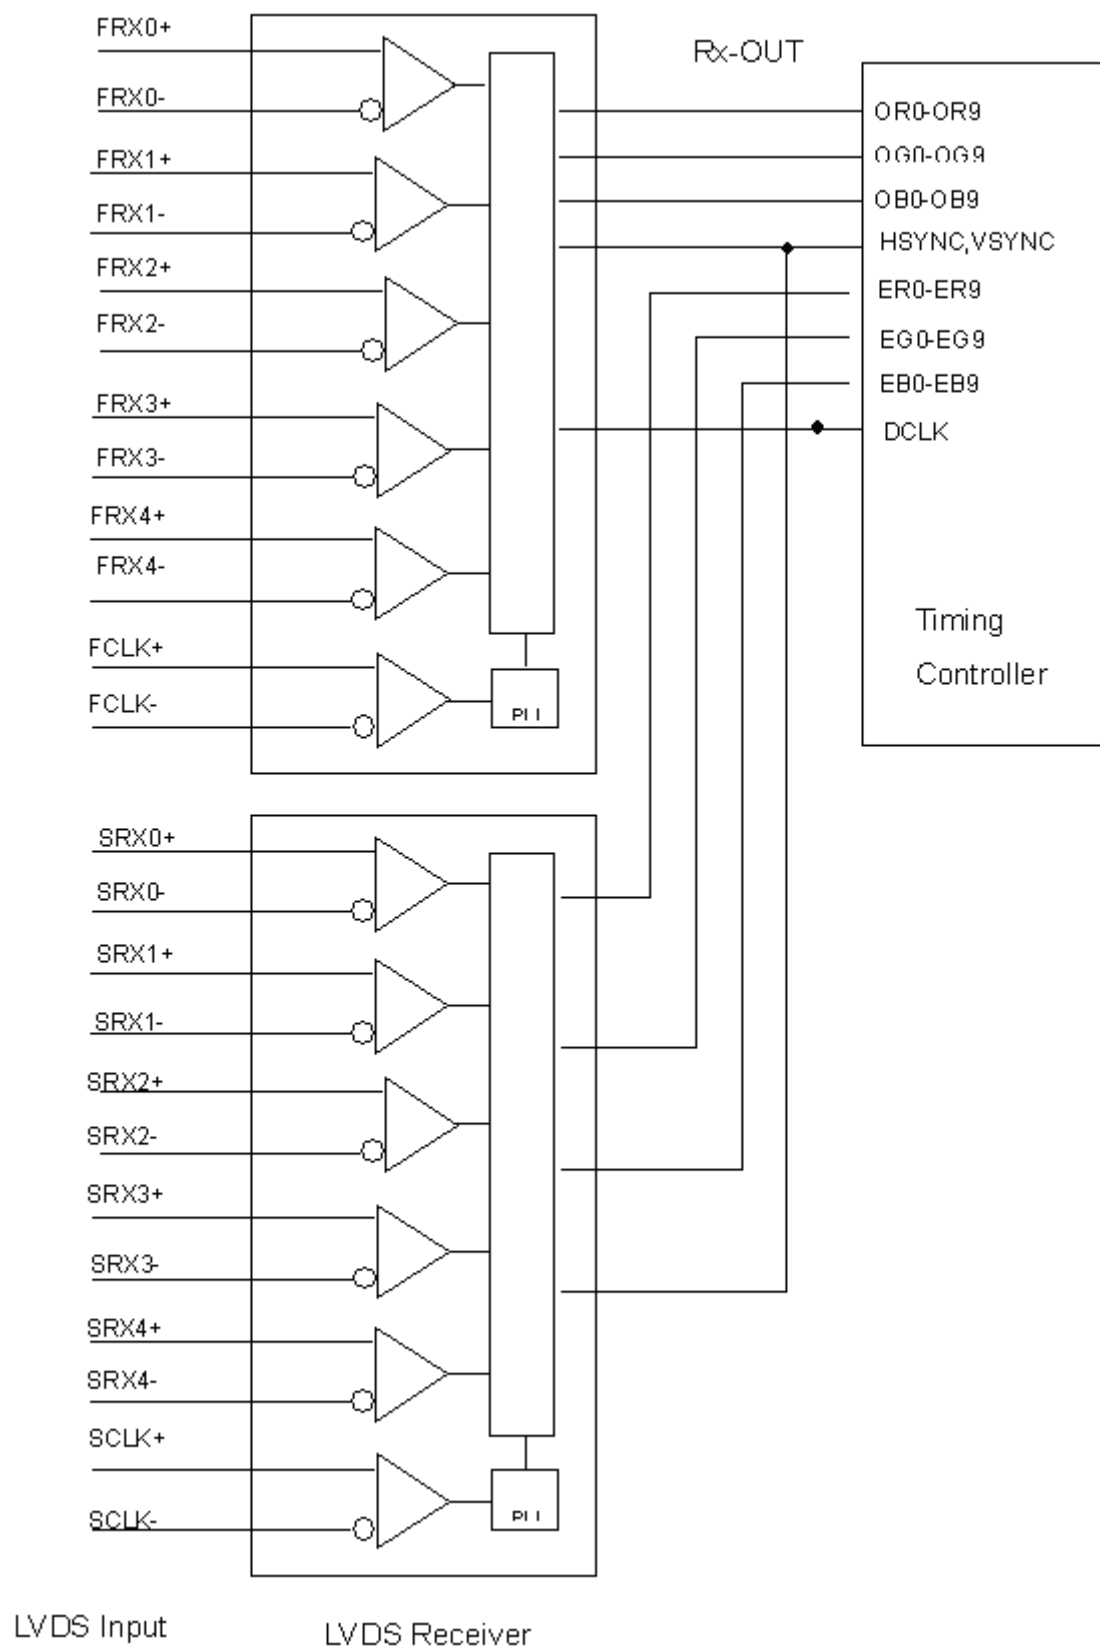 FRX0+
FRX0-
FRX1+
FRX1-
FRX2+
FRX2-
FRX3+
FRX3-
FRX4+
FRX4-
FCLK+
FCLK-
PLL
Rx-OUT
OR0-OR9
OG0-OG9
OB0-OB9
HSYNC,VSYNC
ER0-ER9
EG0-EG9
EB0-EB9
DCLK
Timing
Controller
SRX0+
SRX0-
SRX1+
SRX1-
SRX2+
SRX2-
SRX3+
SRX3-
SRX4+
SRX4-
SCLK+
SCLK-
PLL
LVDS Input
LVDS Receiver